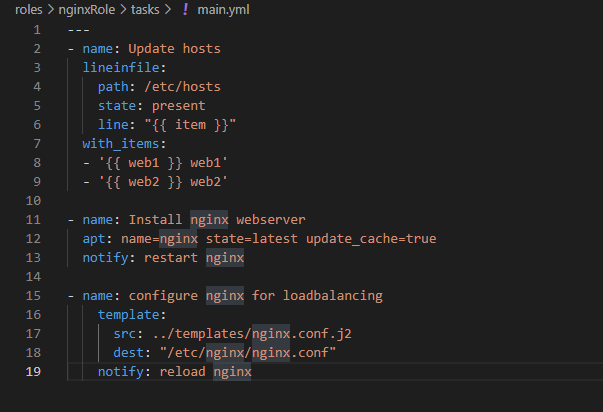 roles > nginxRole > tasks > ! main.yml
1 ---
2 - name: Update hosts
3   lineinfile:
4     path: /etc/hosts
5     state: present
6     line: "{{ item }}"
7   with_items:
8   - '{{ web1 }} web1'
9   - '{{ web2 }} web2'
10
11 - name: Install nginx webserver
12   apt: name=nginx state=latest update_cache=true
13   notify: restart nginx
14
15 - name: configure nginx for loadbalancing
16     template:
17       src: ../templates/nginx.conf.j2
18       dest: "/etc/nginx/nginx.conf"
19     notify: reload nginx